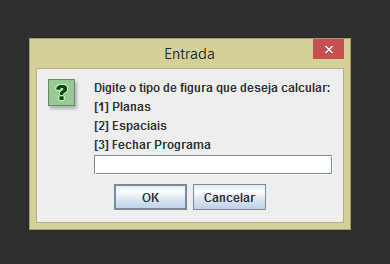 Entrada
Digite o tipo de figura que deseja calcular:
[1] Planas
[2] Espaciais
[3] Fechar Programa
OK
Cancelar